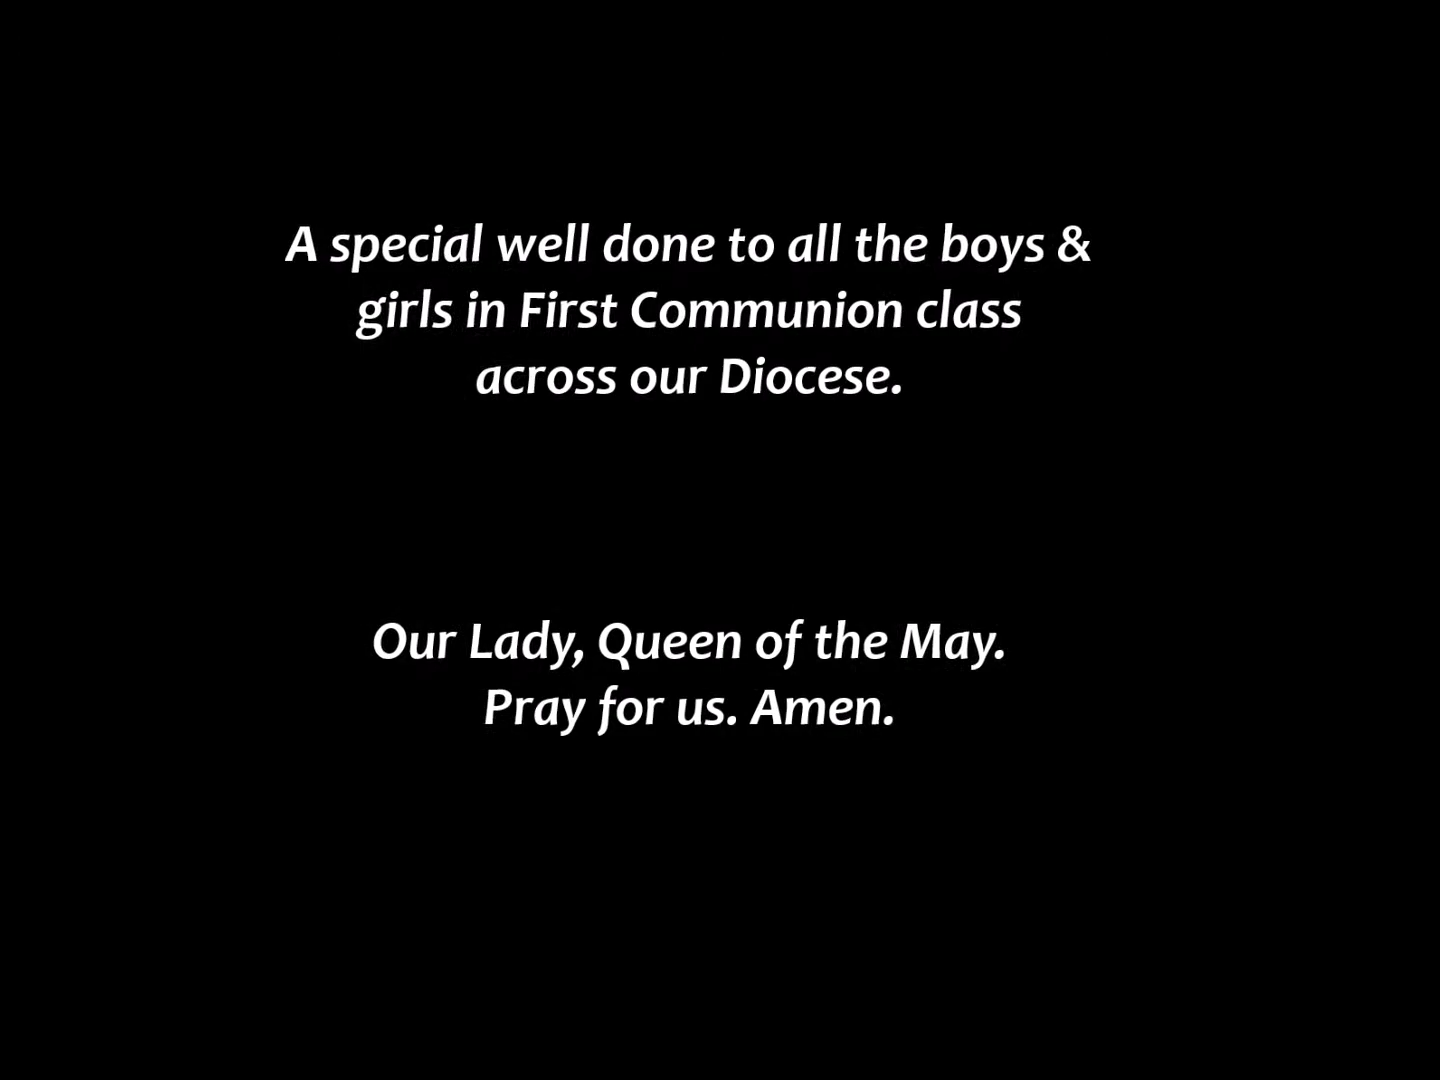 A special well done to all the boys &
girls in First Communion class
across our Diocese.
Our Lady, Queen of the May.
Pray for us. Amen.